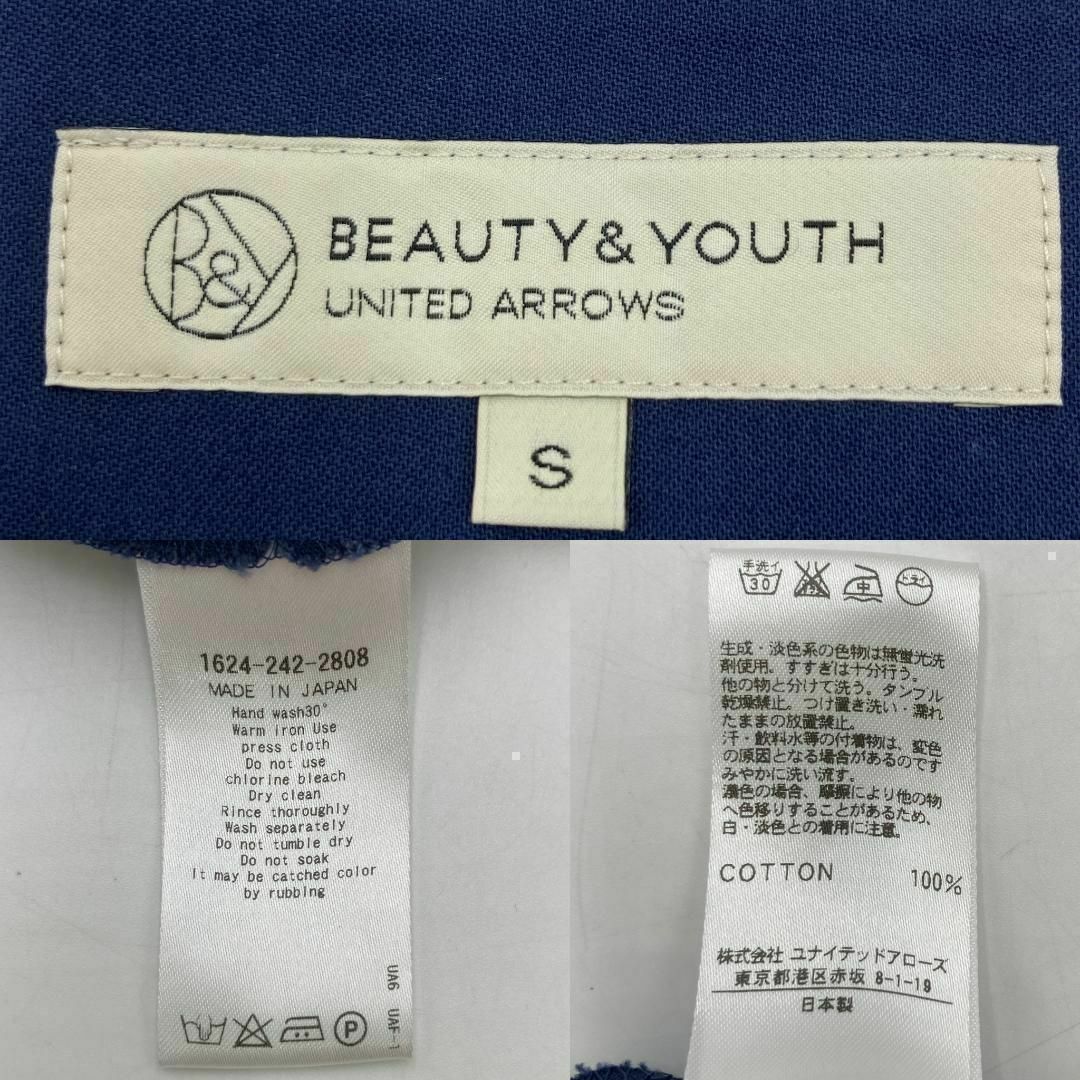 B&Y
BEAUTY&YOUTH
UNITED ARROWS
S
1624-242-2808
MADE IN JAPAN
Hand wash30°
Warm iron Use
press cloth
Do not use
chlorine bleach
Dry clean
Rince thoroughly
Wash separately
Do not tumble dry
Do not soak
It may be catched color
by rubbing
UA6 UAF-1
P
手洗イ
30
中
ドライ
生成・淡色系の色物は無蛍光洗
剤使用。すすぎは十分行う。
他の物と分けて洗う。タンブル
乾燥禁止。つけ置き洗い・濡れ
たままの放置禁止。
汗・飲料水等の付着物は、変色
の原因となる場合があるのです
みやかに洗い流す。
濃色の場合、摩擦により他の物
へ色移りすることがあるため、
白・淡色との着用に注意。
COTTON 100%
株式会社 ユナイテッドアローズ
東京都港区赤坂 8-1-19
日本製